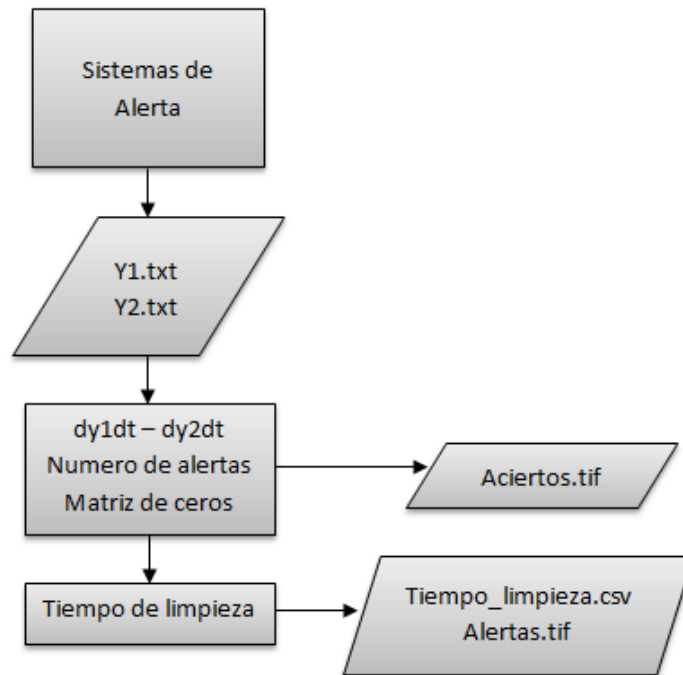 Sistemas de
Alerta
Y1.txt
Y2.txt
dy1dt – dy2dt
Numero de alertas
Matriz de ceros
Aciertos.tif
Tiempo de limpieza
Tiempo_limpieza.csv
Alertas.tif